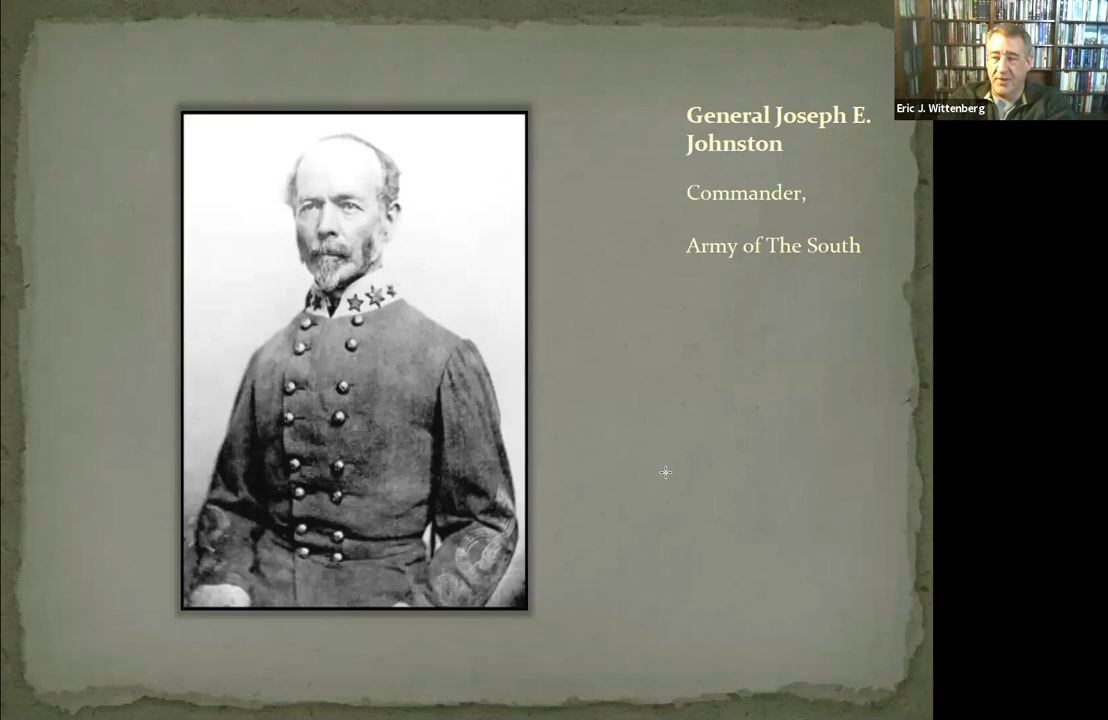 General Joseph E.
Johnston
Commander,
Army of The South
Eric J. Wittenberg